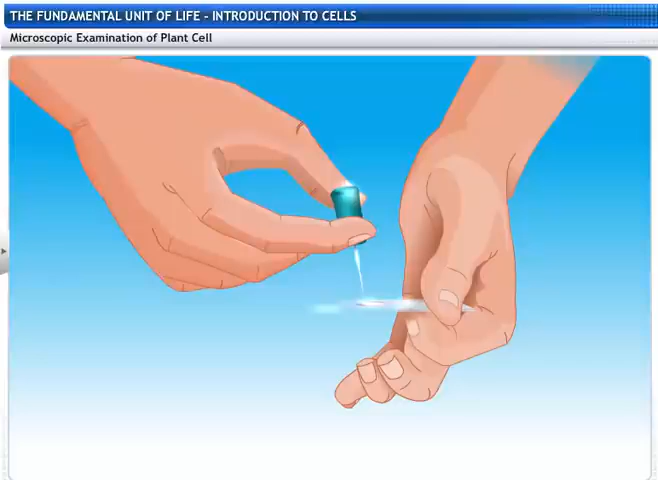 THE FUNDAMENTAL UNIT OF LIFE - INTRODUCTION TO CELLS
Microscopic Examination of Plant Cell